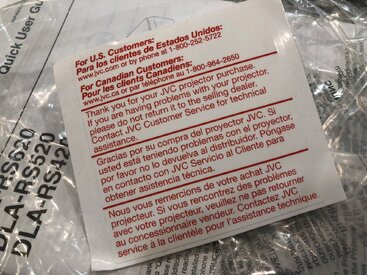 Quick User Gu
For U.S. Customers:
Para los clientes de Estados Unidos:
www.jvc.com or by phone at 1-800-252-5722
For Canadian Customers:
Pour les clients Canadiens:
www.jvc.ca or par téléphone au 1-800-964-2650
Thank you for your JVC projector purchase.
If you are having problems with your projector,
please do not return it to the selling dealer.
Contact JVC Customer Service for technical
assistance.
Gracias por su compra del proyector JVC. Si
usted está teniendo problemas con el proyector,
por favor no lo devuelva al distribuidor. Póngase
en contacto con JVC Servicio al Cliente para
obtener asistencia técnica.
Nous vous remercions de votre achat JVC
projecteur. Si vous rencontrez des problèmes
avec votre projecteur, veuillez ne pas retourner
au concessionnaire vendeur. Contactez JVC
service à la clientèle pour l'assistance technique.
DLA-RS620
DLA-RS520
DLA-RS420